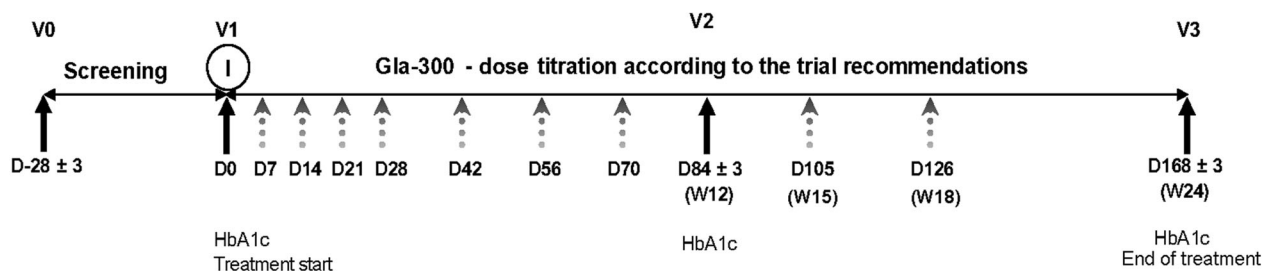 V0
V1
V2
V3
Screening
I
Gla-300 - dose titration according to the trial recommendations
D-28 ± 3
D0
D7
D14
D21
D28
D42
D56
D70
D84 ± 3
(W12)
D105
(W15)
D126
(W18)
D168 ± 3
(W24)
HbA1c
Treatment start
HbA1c
HbA1c
End of treatment